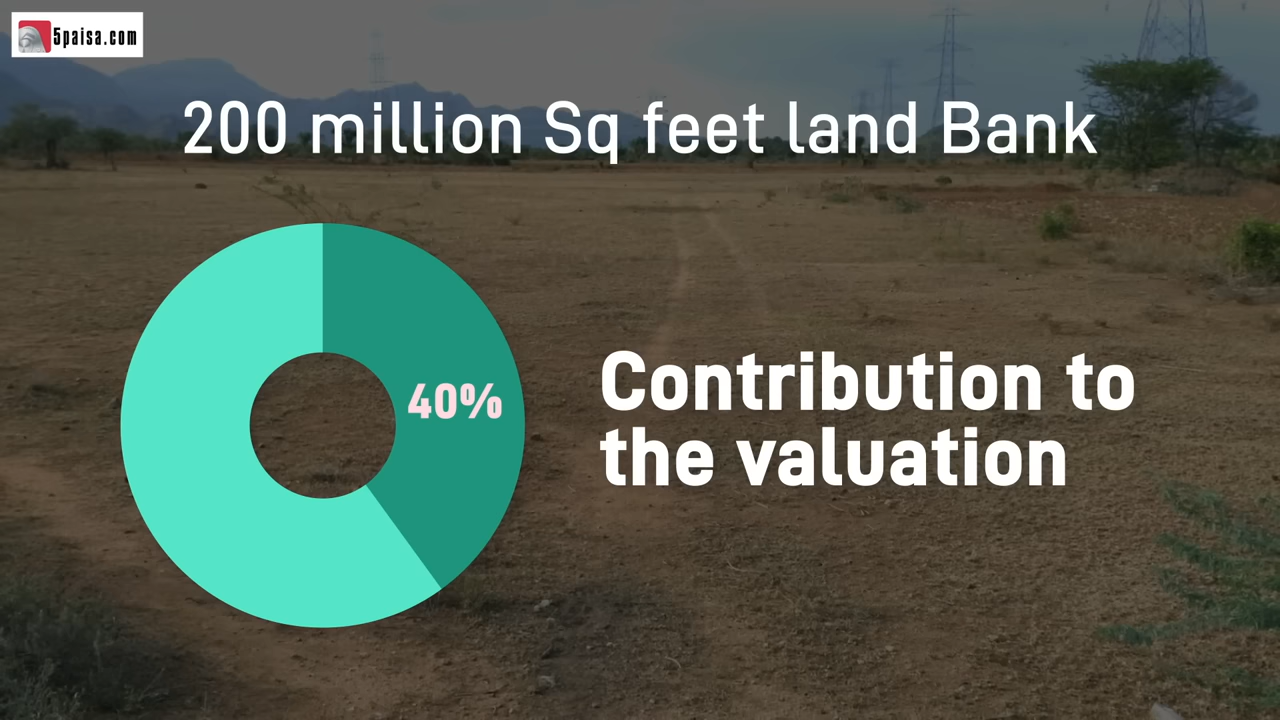 5paisa.com
200 million Sq feet land Bank
40%
Contribution to
the valuation